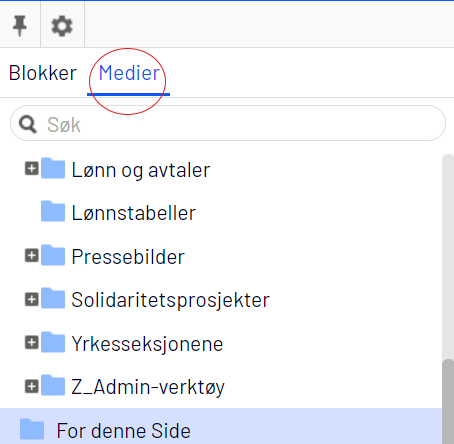 Blokker Medier
Søk
Lønn og avtaler
Lønnstabeller
Pressebilder
Solidaritetsprosjekter
Yrkesseksjonene
Z_Admin-verktøy
For denne Side